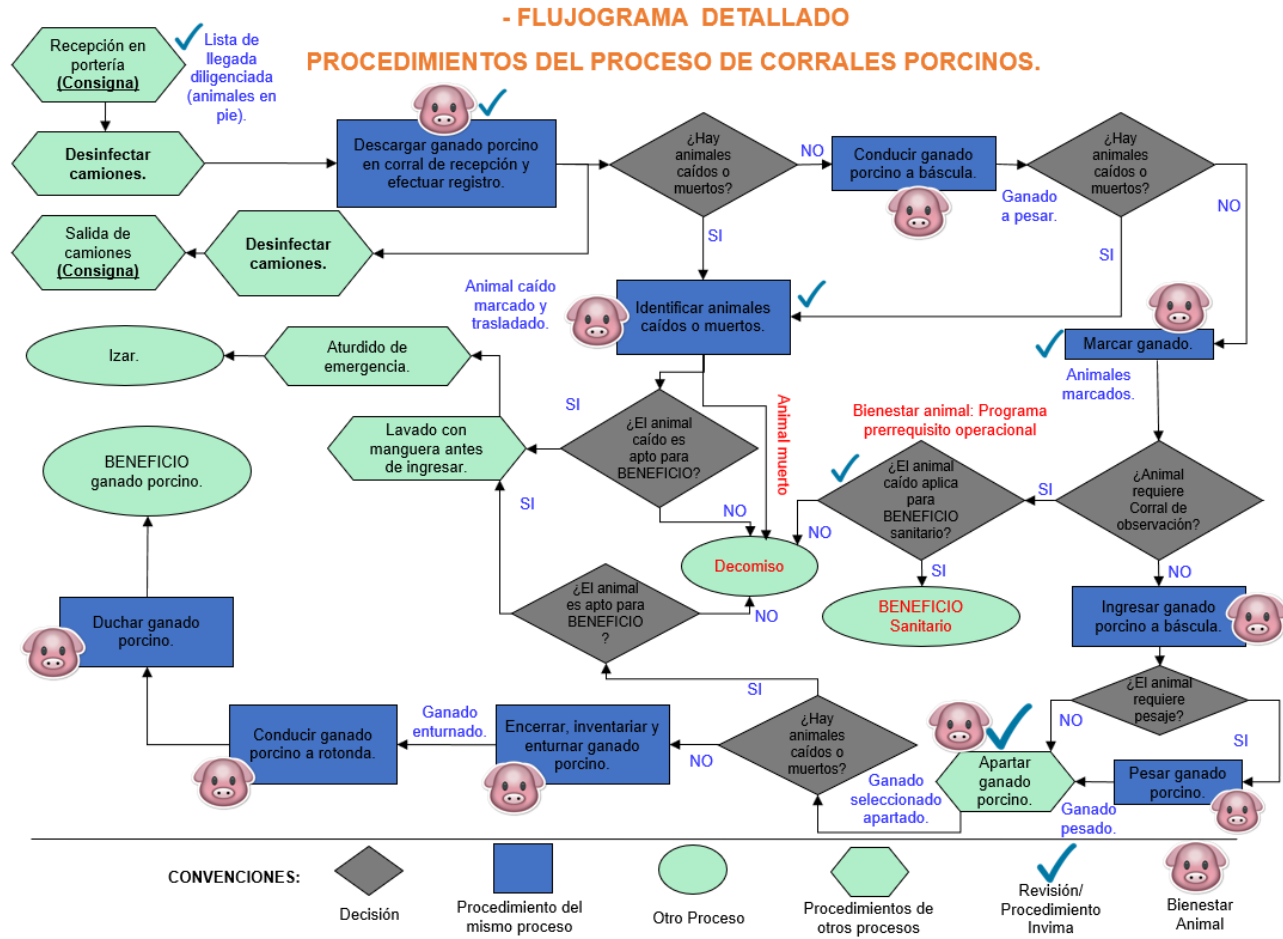 - FLUJOGRAMA DETALLADO
PROCEDIMIENTOS DEL PROCESO DE CORRALES PORCINOS.
Recepción en
portería
(Consigna)
Lista de
llegada
diligenciada
(animales en
pie).
Desinfectar
camiones.
Descargar ganado porcino
en corral de recepción y
efectuar registro.
¿Hay
animales
caídos o
muertos?
NO
Conducir ganado
porcino a báscula.
Ganado
a pesar.
¿Hay
animales
caídos o
muertos?
NO
SI
SI
Salida de
camiones
(Consigna)
Desinfectar
camiones.
Animal caído
marcado y
trasladado.
Identificar animales
caídos o muertos.
Marcar ganado.
Animales
marcados.
Izar.
Aturdido de
emergencia.
SI
¿El animal
caído es
apto para
BENEFICIO?
NO
Animal muerto
Bienestar animal: Programa
prerrequisito operacional
Lavado con
manguera antes
de ingresar.
SI
BENEFICIO
ganado porcino.
¿El animal
caído aplica
para
BENEFICIO
sanitario?
NO
SI
SI
¿Animal
requiere
Corral de
observación?
NO
Decomiso
BENEFICIO
Sanitario
¿El animal
es apto para
BENEFICIO
?
NO
Ingresar ganado
porcino a báscula.
Duchar ganado
porcino.
SI
¿El animal
requiere
pesaje?
NO
SI
Conducir ganado
porcino a rotonda.
Ganado
enturnado.
Encerrar, inventariar y
enturnar ganado
porcino.
NO
¿Hay
animales
caídos o
muertos?
Ganado
seleccionado
apartado.
Apartar
ganado
porcino.
Ganado
pesado.
Pesar ganado
porcino.
CONVENCIONES:
Decisión
Procedimiento del
mismo proceso
Otro Proceso
Procedimientos de
otros procesos
Revisión/
Procedimiento
Invima
Bienestar
Animal